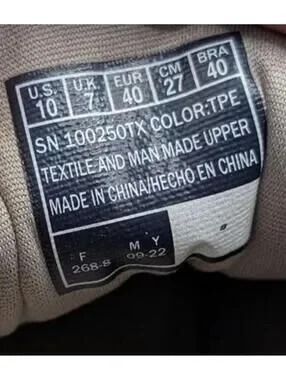 U.S. UK EUR CM BRA
10 7 40 27 40
SN 100250TX COLOR:TPE
TEXTILE AND MAN MADE UPPER
MADE IN CHINA/HECHO EN CHINA
F M Y
268-8 09-22